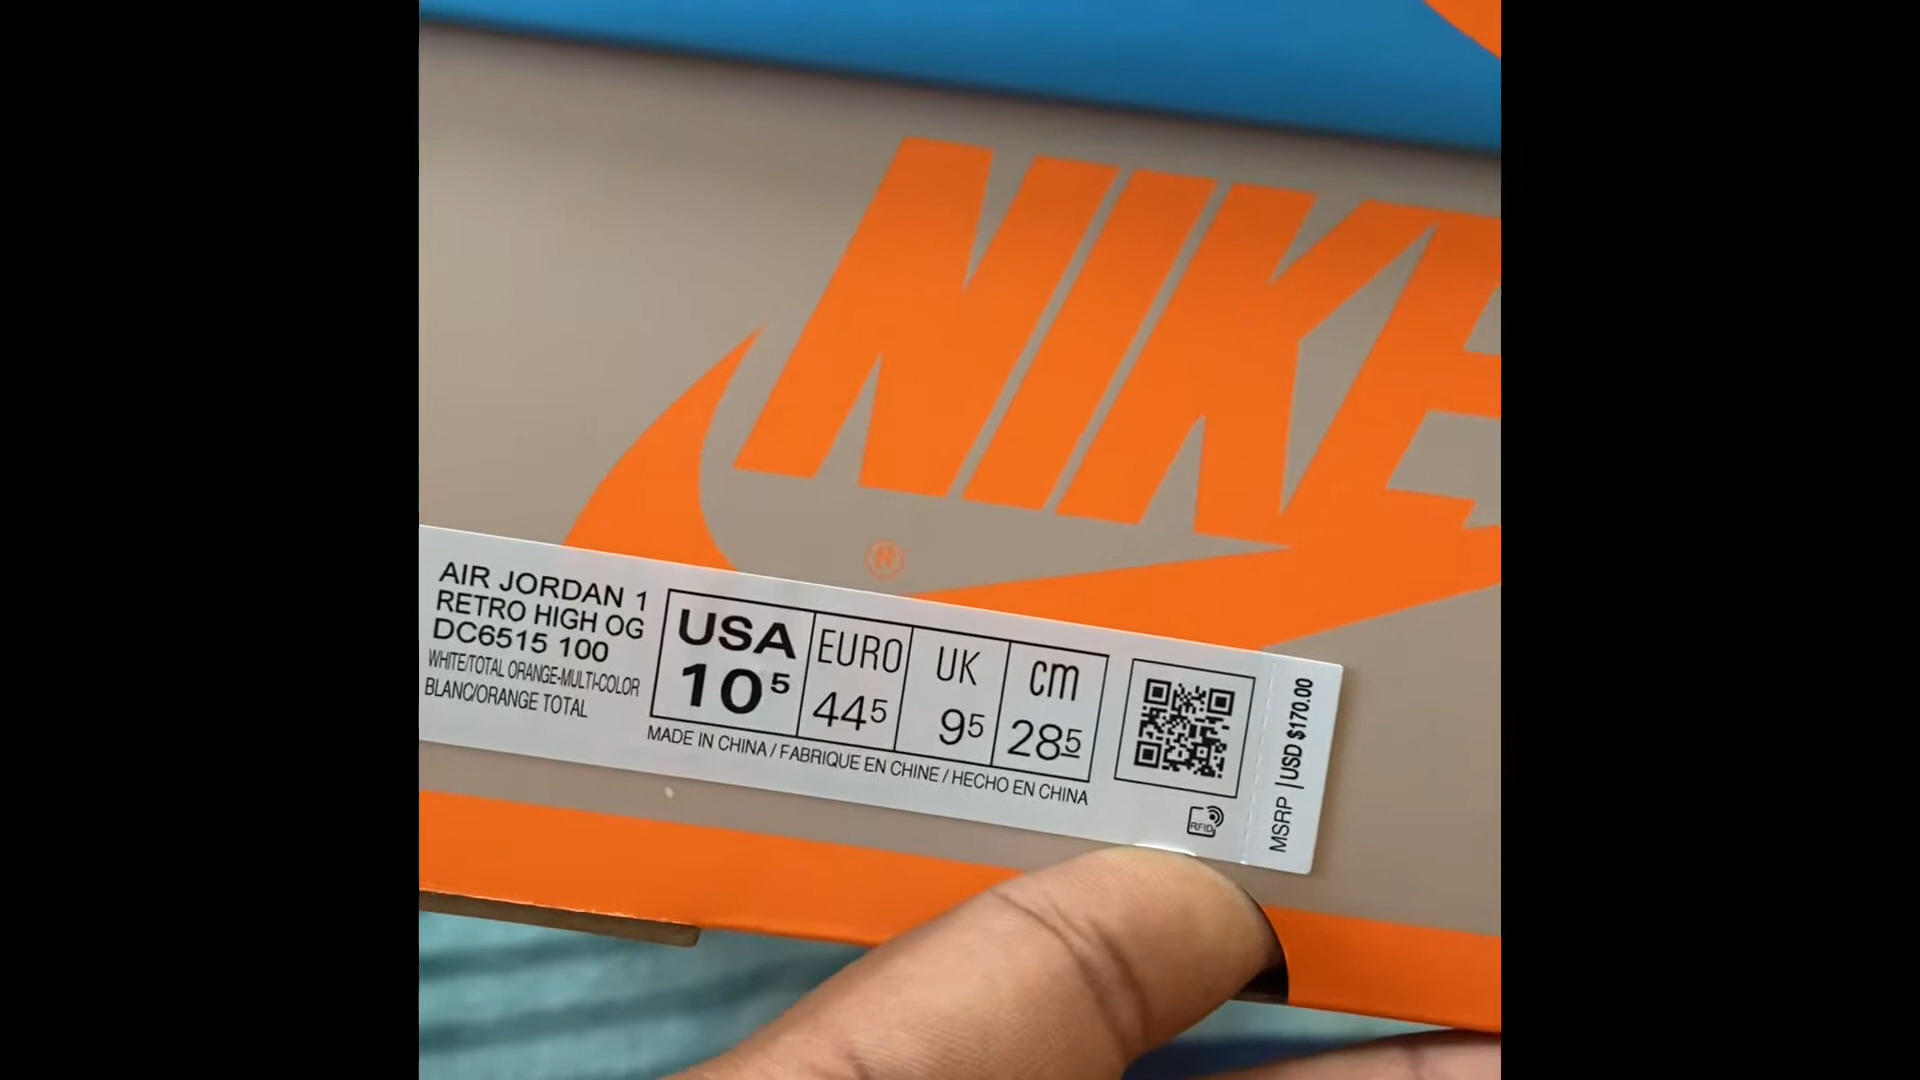 NIKE
®
AIR JORDAN 1
RETRO HIGH OG
DC6515 100
WHITE/TOTAL ORANGE-MULTI-COLOR
BLANC/ORANGE TOTAL
USA
10 5
EURO
44 5
UK
9 5
cm
28 5
MADE IN CHINA / FABRIQUE EN CHINE / HECHO EN CHINA
RFID
MSRP | USD $170.00